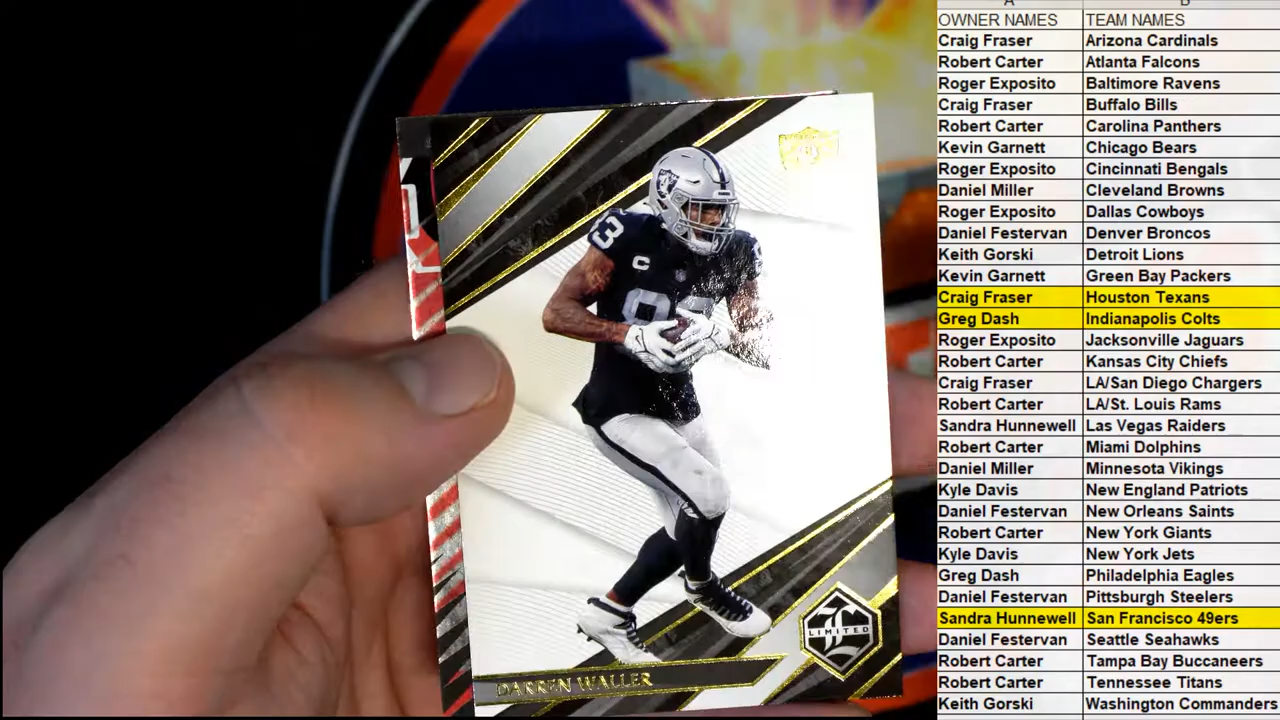 A B
OWNER NAMES TEAM NAMES
Craig Fraser Arizona Cardinals
Robert Carter Atlanta Falcons
Roger Exposito Baltimore Ravens
Craig Fraser Buffalo Bills
Robert Carter Carolina Panthers
Kevin Garnett Chicago Bears
Roger Exposito Cincinnati Bengals
Daniel Miller Cleveland Browns
Roger Exposito Dallas Cowboys
Daniel Festervan Denver Broncos
Keith Gorski Detroit Lions
Kevin Garnett Green Bay Packers
Craig Fraser Houston Texans
Greg Dash Indianapolis Colts
Roger Exposito Jacksonville Jaguars
Robert Carter Kansas City Chiefs
Craig Fraser LA/San Diego Chargers
Robert Carter LA/St. Louis Rams
Sandra Hunnewell Las Vegas Raiders
Robert Carter Miami Dolphins
Daniel Miller Minnesota Vikings
Kyle Davis New England Patriots
Daniel Festervan New Orleans Saints
Robert Carter New York Giants
Kyle Davis New York Jets
Greg Dash Philadelphia Eagles
Daniel Festervan Pittsburgh Steelers
Sandra Hunnewell San Francisco 49ers
Daniel Festervan Seattle Seahawks
Robert Carter Tampa Bay Buccaneers
Robert Carter Tennessee Titans
Keith Gorski Washington Commanders
83
C
83
L
LIMITED
DARREN WALLER